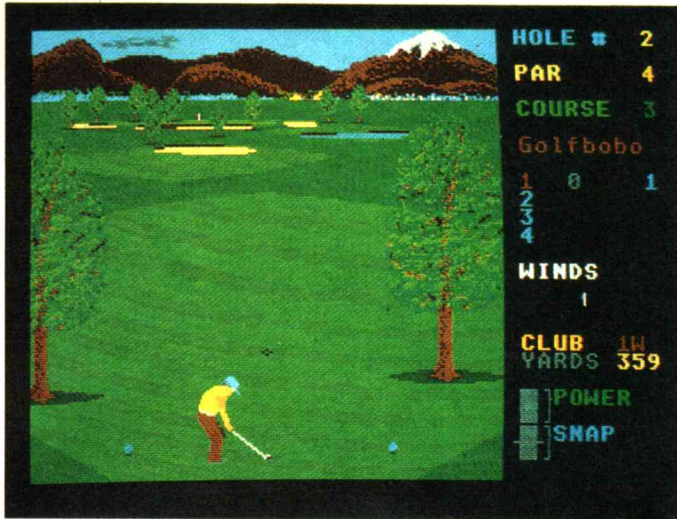 HOLE # 2
PAR 4
COURSE 3
Golfbobo
1 0 1
2
3
4
WINDS
CLUB 1W
YARDS 359
POWER
SNAP